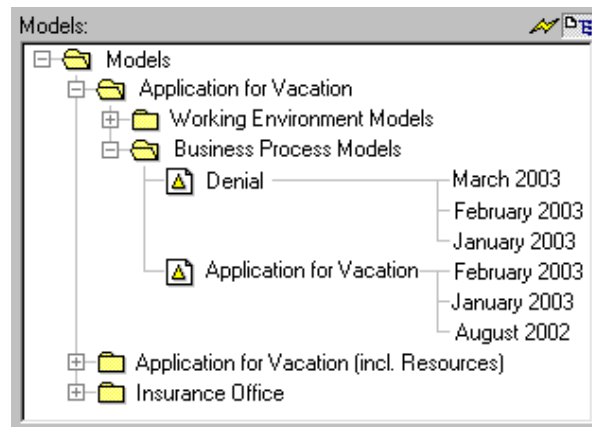 Models:
Models
Application for Vacation
Working Environment Models
Business Process Models
Denial March 2003
February 2003
January 2003
Application for Vacation February 2003
January 2003
August 2002
Application for Vacation (incl. Resources)
Insurance Office